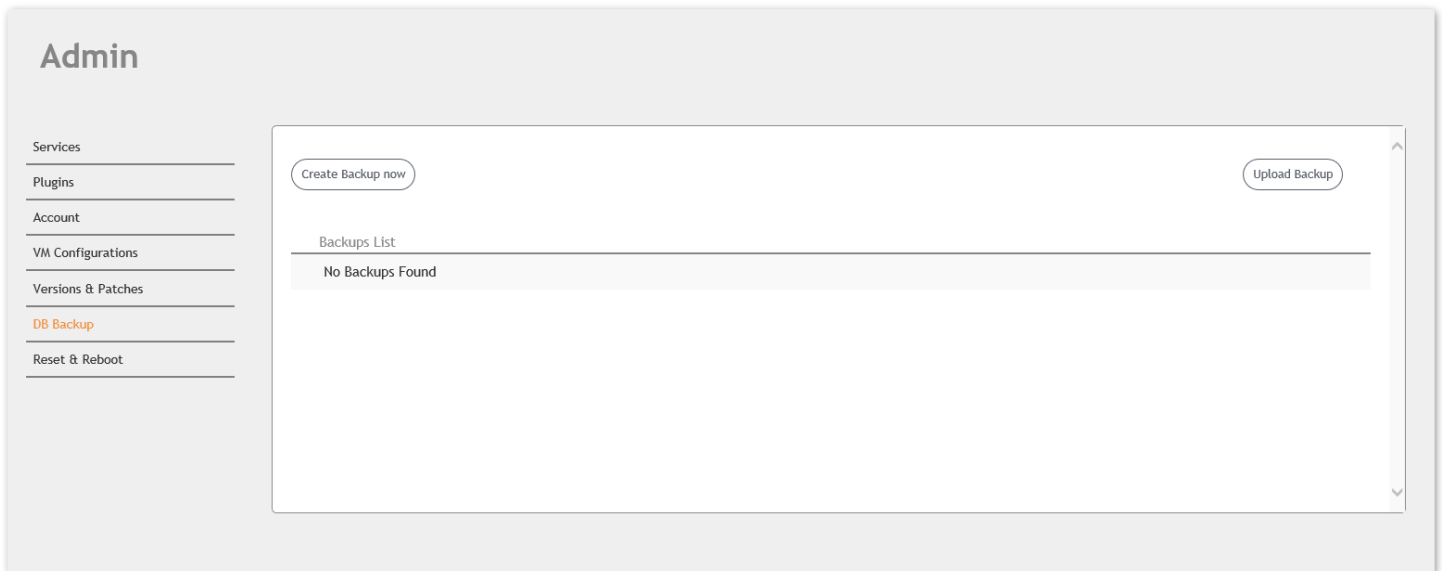 Admin
Services
Plugins
Account
VM Configurations
Versions & Patches
DB Backup
Reset & Reboot
Create Backup now
Upload Backup
Backups List
No Backups Found